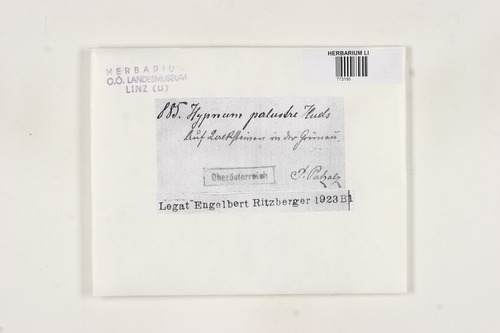 HERBARIUM
O.Ö. LANDESMUSEUM
LINZ (LI)
HERBARIUM LI
885. Hypnum palustre Huds
Auf Kalksteinen in der Grünau.
Oberösterreich
Legat Engelbert Ritzberger 1923